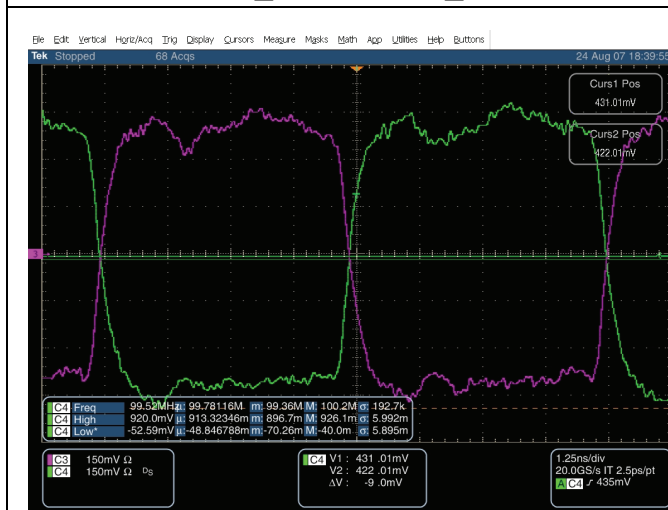 File Edit Vertical Horiz/Acq Trig Display Cursors Measure Masks Math App Utilities Help Buttons
Tek Stopped 68 Acqs 24 Aug 07 18:39:55
Curs1 Pos
431.01mV
Curs2 Pos
422.01mV
3
C4 Freq 99.52MHz µ: 99.78116M m: 99.36M M: 100.2M σ: 192.7k
C4 High 920.0mV µ: 913.32346m m: 896.7m M: 926.1m σ: 5.992m
C4 Low* -52.59mV µ: -48.846788m m: -70.26m M: -40.0m σ: 5.895m
C3 150mV Ω
C4 150mV Ω Ds
C4 V1 : 431 .01mV
V2 : 422 .01mV
ΔV : -9 .0mV
1.25ns/div
20.0GS/s IT 2.5ps/pt
A C4 ∫ 435mV